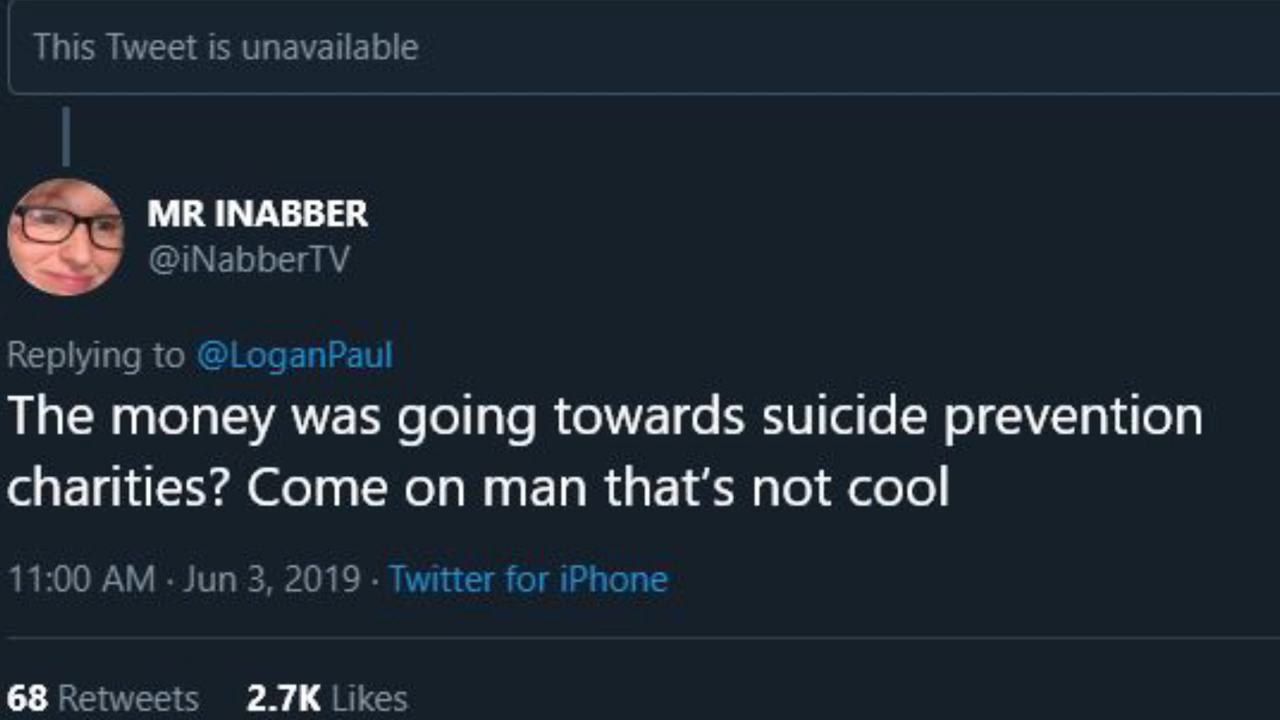 This Tweet is unavailable
MR INABBER
@iNabberTV
Replying to @LoganPaul
The money was going towards suicide prevention
charities? Come on man that’s not cool
11:00 AM · Jun 3, 2019 · Twitter for iPhone
68 Retweets 2.7K Likes